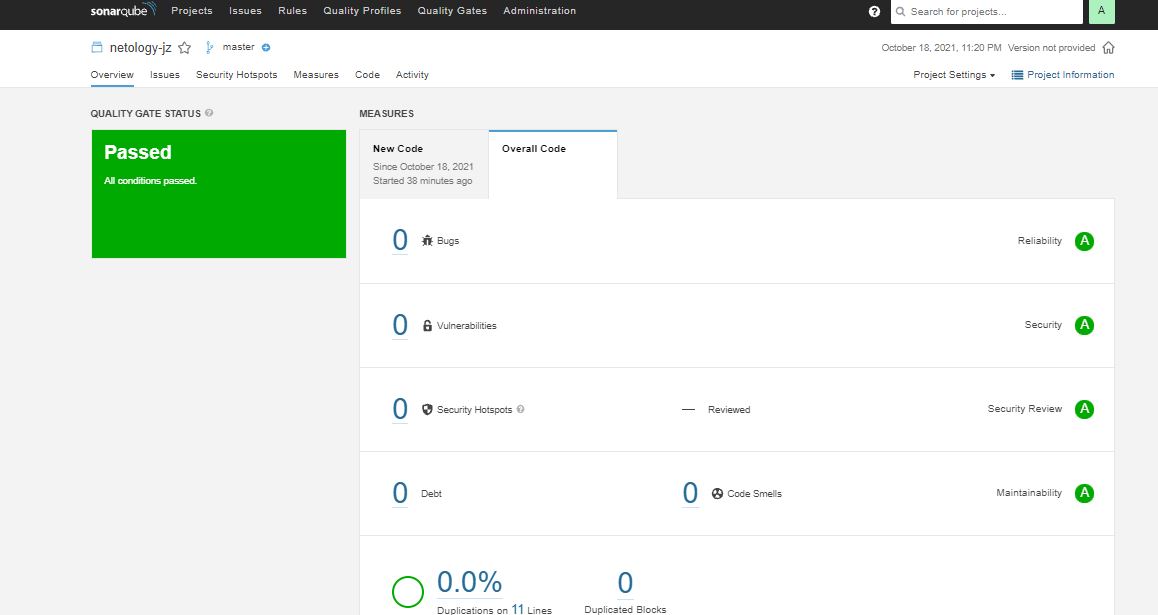 sonarqube Projects Issues Rules Quality Profiles Quality Gates Administration ? Search for projects... A
netology-jz master October 18, 2021, 11:20 PM Version not provided
Overview Issues Security Hotspots Measures Code Activity Project Settings Project Information
QUALITY GATE STATUS ? MEASURES
Passed
All conditions passed.
New Code
Since October 18, 2021
Started 38 minutes ago
Overall Code
0 Bugs Reliability A
0 Vulnerabilities Security A
0 Security Hotspots ? — Reviewed Security Review A
0 Debt 0 Code Smells Maintainability A
0.0% 0
Duplications on 11 Lines Duplicated Blocks